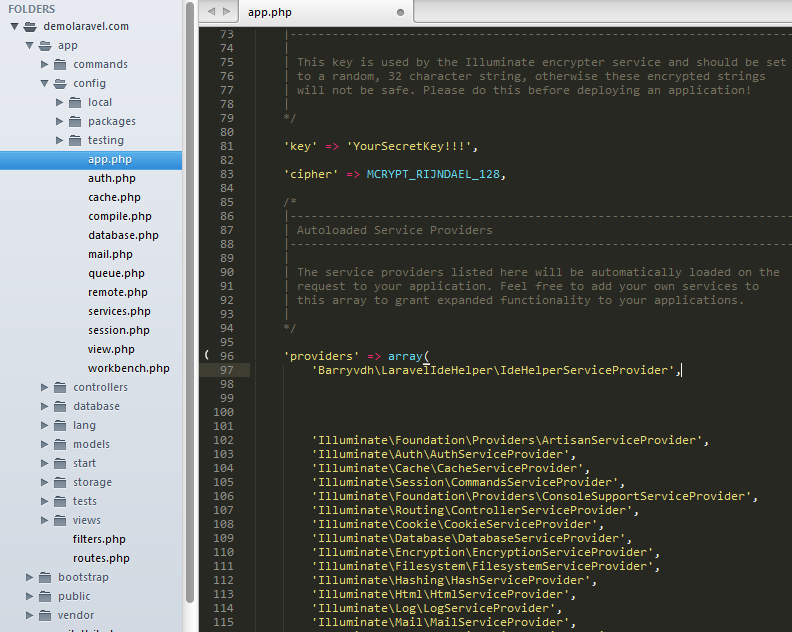 FOLDERS
demolaravel.com
app
commands
config
local
packages
testing
app.php
auth.php
cache.php
compile.php
database.php
mail.php
queue.php
remote.php
services.php
session.php
view.php
workbench.php
controllers
database
lang
models
start
storage
tests
views
filters.php
routes.php
bootstrap
public
vendor
app.php
73 |--------------------------------------------------------------------------
74 |
75 | This key is used by the Illuminate encrypter service and should be set
76 | to a random, 32 character string, otherwise these encrypted strings
77 | will not be safe. Please do this before deploying an application!
78 |
79 */
80
81 'key' => 'YourSecretKey!!!',
82
83 'cipher' => MCRYPT_RIJNDAEL_128,
84
85 /*
86 |--------------------------------------------------------------------------
87 | Autoloaded Service Providers
88 |--------------------------------------------------------------------------
89 |
90 | The service providers listed here will be automatically loaded on the
91 | request to your application. Feel free to add your own services to
92 | this array to grant expanded functionality to your applications.
93 |
94 */
95
96 'providers' => array(
97 'Barryvdh\LaravelIdeHelper\IdeHelperServiceProvider',
98
99
100
101
102 'Illuminate\Foundation\Providers\ArtisanServiceProvider',
103 'Illuminate\Auth\AuthServiceProvider',
104 'Illuminate\Cache\CacheServiceProvider',
105 'Illuminate\Session\CommandsServiceProvider',
106 'Illuminate\Foundation\Providers\ConsoleSupportServiceProvider',
107 'Illuminate\Routing\ControllerServiceProvider',
108 'Illuminate\Cookie\CookieServiceProvider',
109 'Illuminate\Database\DatabaseServiceProvider',
110 'Illuminate\Encryption\EncryptionServiceProvider',
111 'Illuminate\Filesystem\FilesystemServiceProvider',
112 'Illuminate\Hashing\HashServiceProvider',
113 'Illuminate\Html\HtmlServiceProvider',
114 'Illuminate\Log\LogServiceProvider',
115 'Illuminate\Mail\MailServiceProvider',